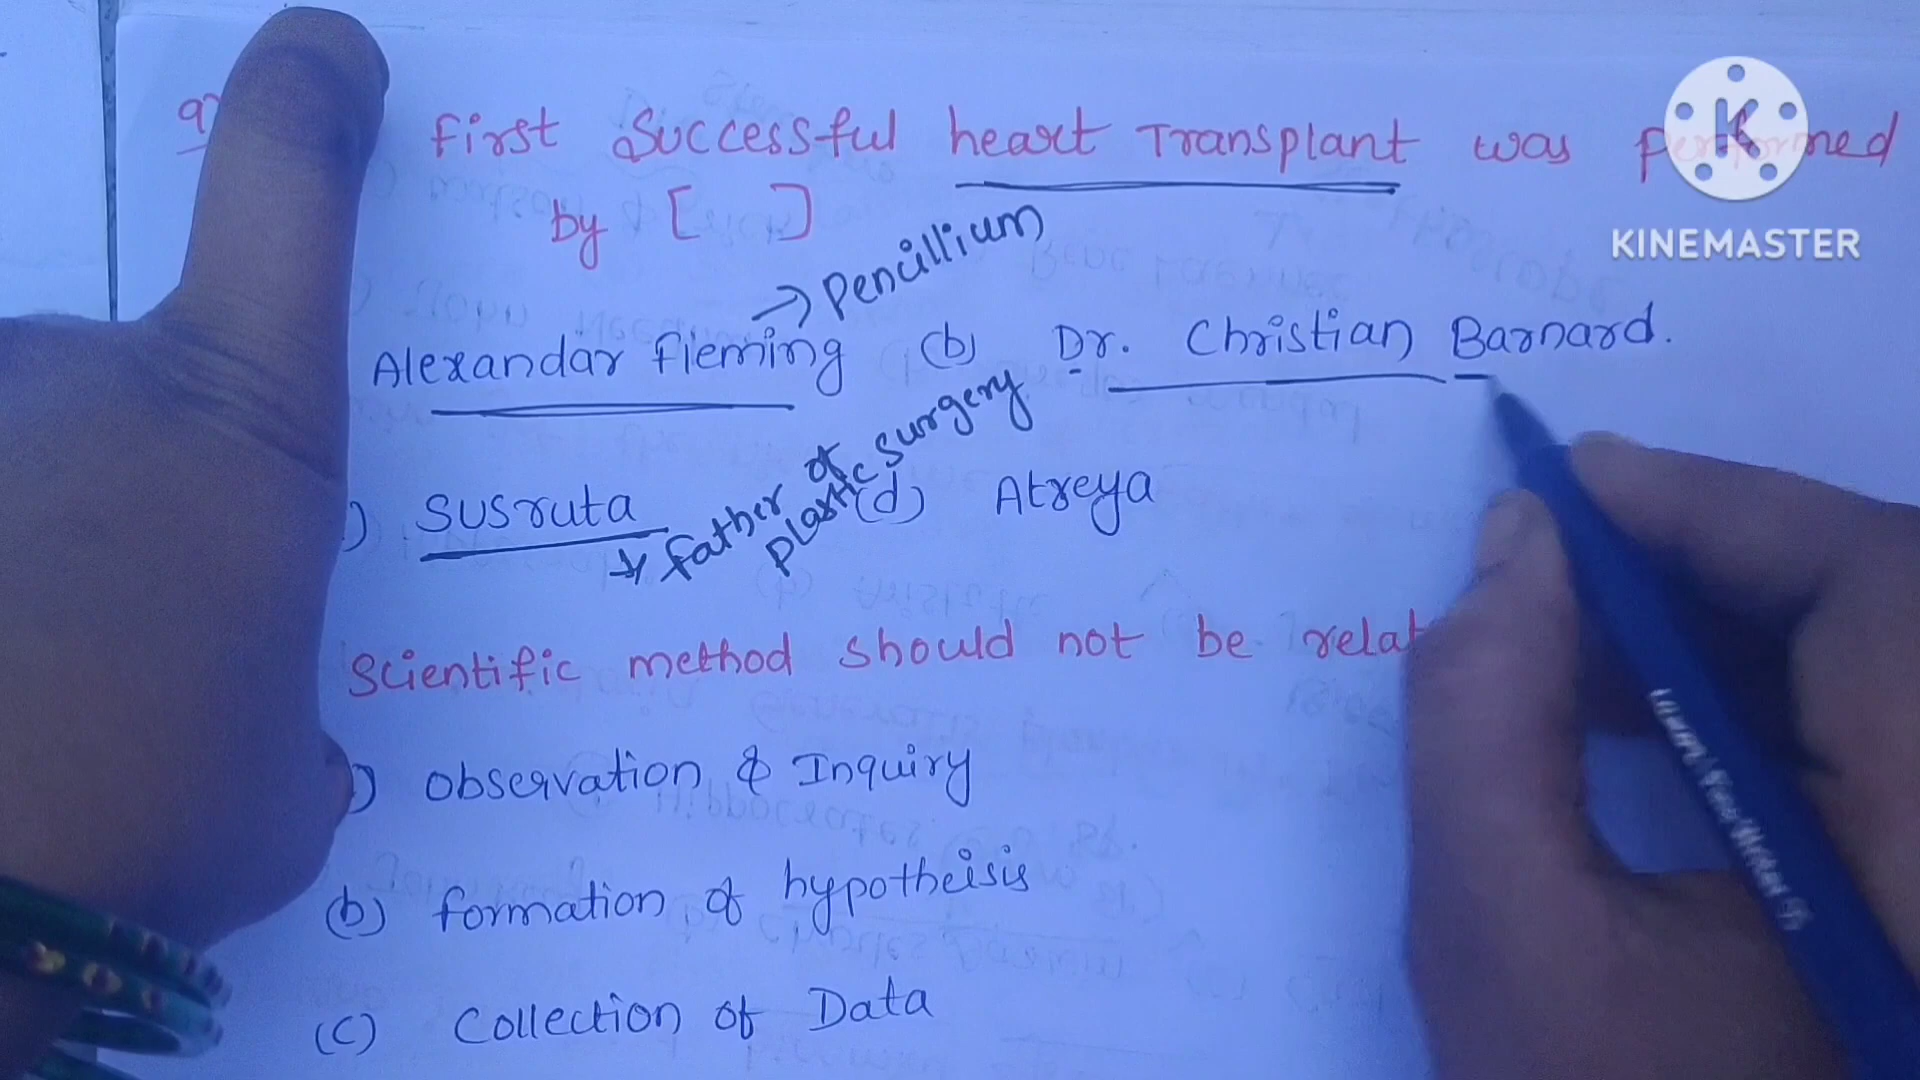 9)
First Successful heart Transplant was performed
by [ ]
→ Pencillium
Alexandar Fleming (b) Dr. Christian Barnard.
) Susruta (d) Atreya
→ father of
plastic surgery
Scientific method should not be relat
) Observation & Inquiry
(b) formation of hypotheisis
(C) Collection of Data
K
KINEMASTER